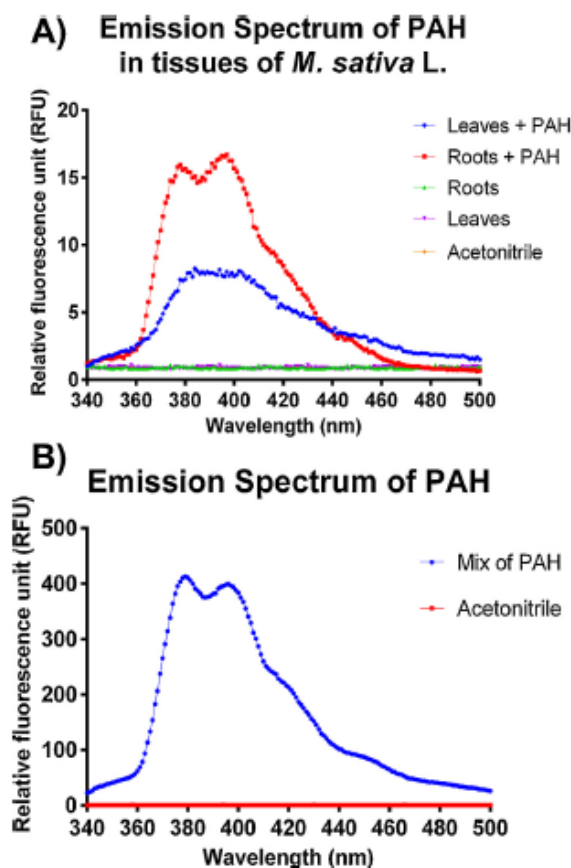 A) Emission Spectrum of PAH
in tissues of M. sativa L.
Relative fluorescence unit (RFU)
20
15
10
5
0
340 360 380 400 420 440 460 480 500
Wavelength (nm)
Leaves + PAH
Roots + PAH
Roots
Leaves
Acetonitrile
B)
Emission Spectrum of PAH
Relative fluorescence unit (RFU)
500
400
300
200
100
0
340 360 380 400 420 440 460 480 500
Wavelength (nm)
Mix of PAH
Acetonitrile